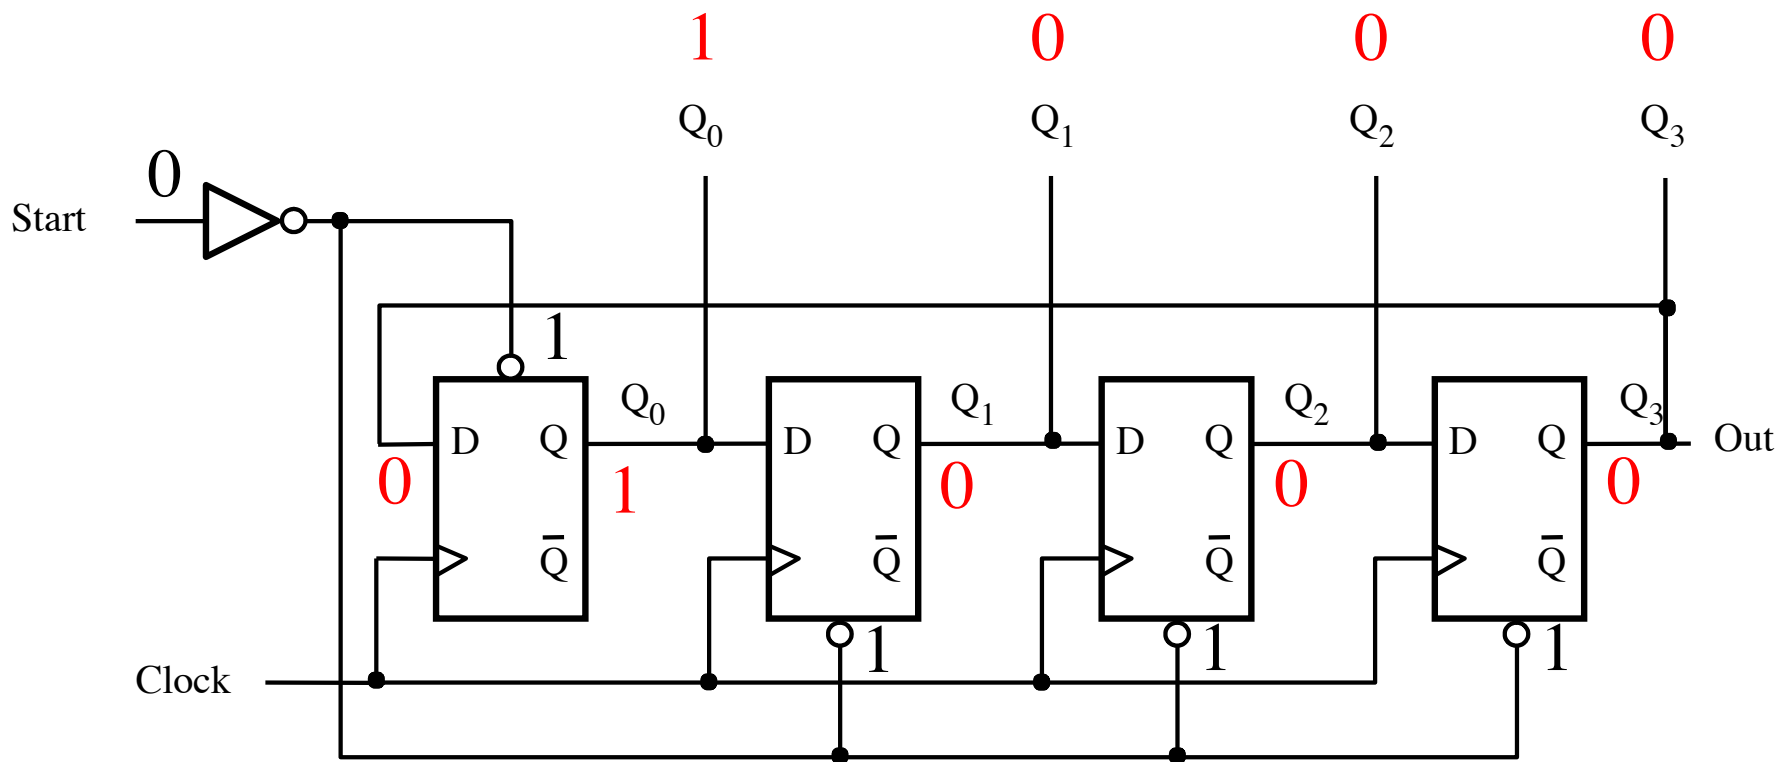 1 0 0 0
Q0 Q1 Q2 Q3
0
Start
1
Q0 Q1 Q2 Q3
D Q D Q D Q D Q Out
0 1 0 0 0
Q̅ Q̅ Q̅ Q̅
1 1 1
Clock